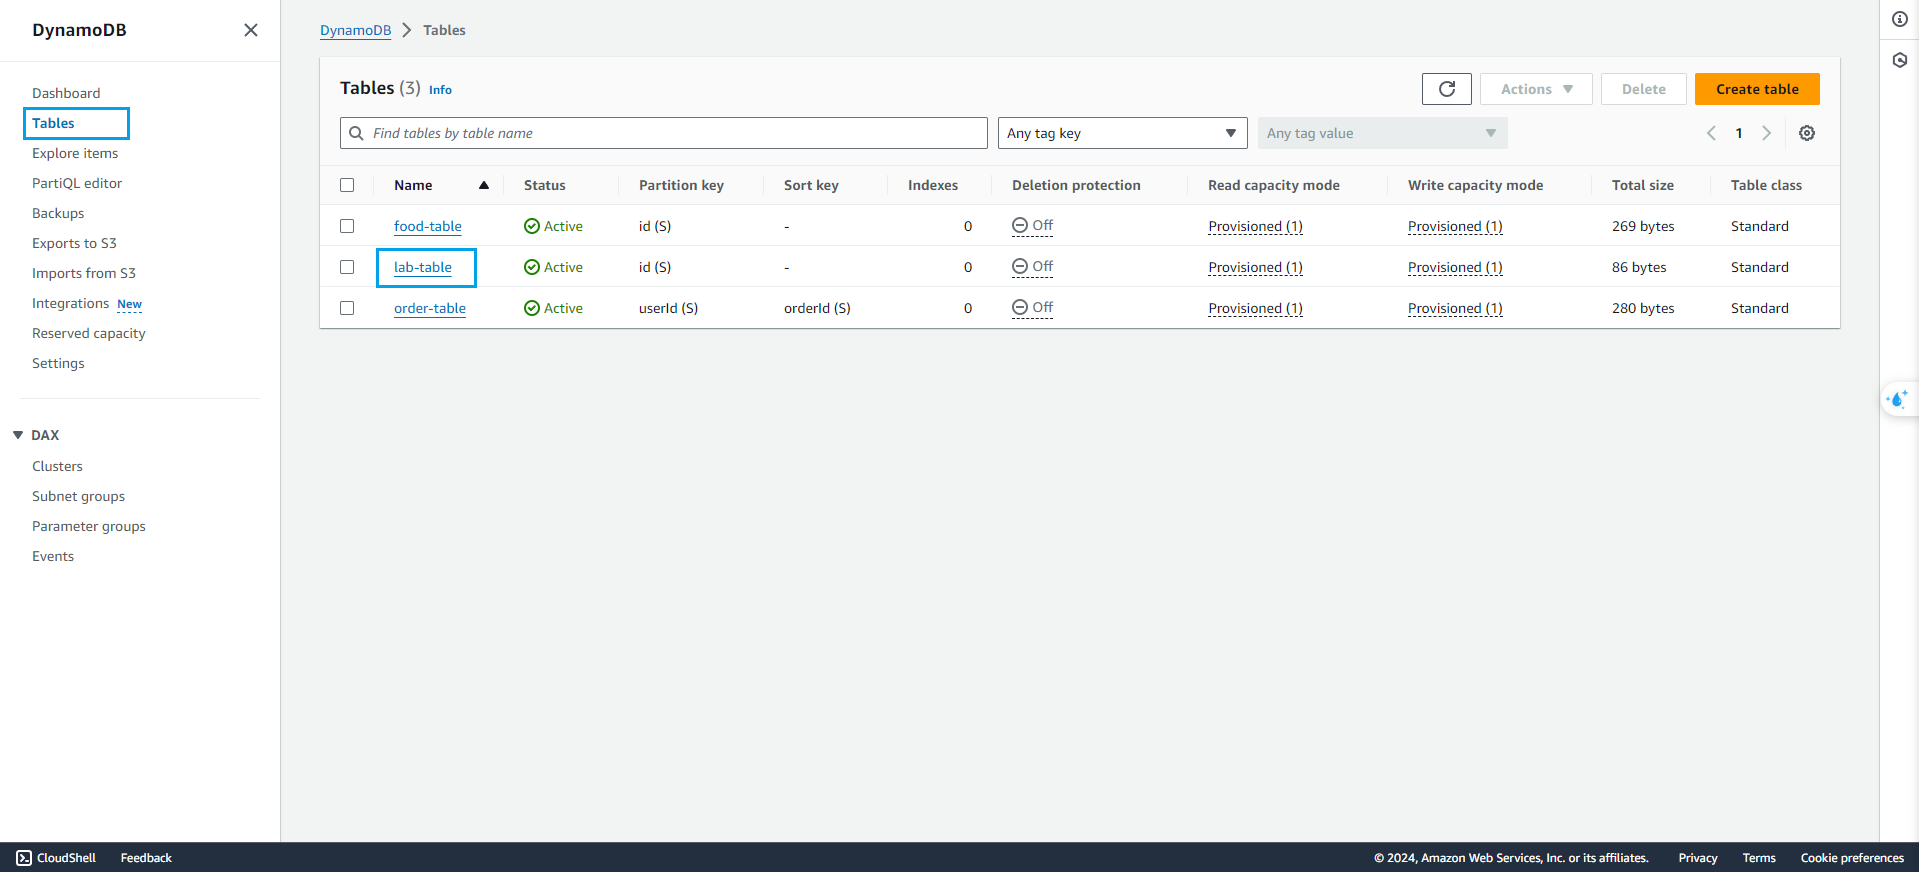 DynamoDB
Dashboard
Tables
Explore items
PartiQL editor
Backups
Exports to S3
Imports from S3
Integrations New
Reserved capacity
Settings
DAX
Clusters
Subnet groups
Parameter groups
Events
DynamoDB Tables
Tables (3) Info
Actions Delete Create table
Find tables by table name Any tag key Any tag value 1
Name Status Partition key Sort key Indexes Deletion protection Read capacity mode Write capacity mode Total size Table class
food-table Active id (S) - 0 Off Provisioned (1) Provisioned (1) 269 bytes Standard
lab-table Active id (S) - 0 Off Provisioned (1) Provisioned (1) 86 bytes Standard
order-table Active userId (S) orderId (S) 0 Off Provisioned (1) Provisioned (1) 280 bytes Standard
CloudShell Feedback © 2024, Amazon Web Services, Inc. or its affiliates. Privacy Terms Cookie preferences